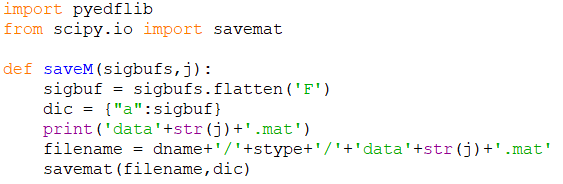 import pyedflib
from scipy.io import savemat
def saveM(sigbufs,j):
    sigbuf = sigbufs.flatten('F')
    dic = {"a":sigbuf}
    print('data'+str(j)+'.mat')
    filename = dname+'/'+stype+'/'+'data'+str(j)+'.mat'
    savemat(filename,dic)